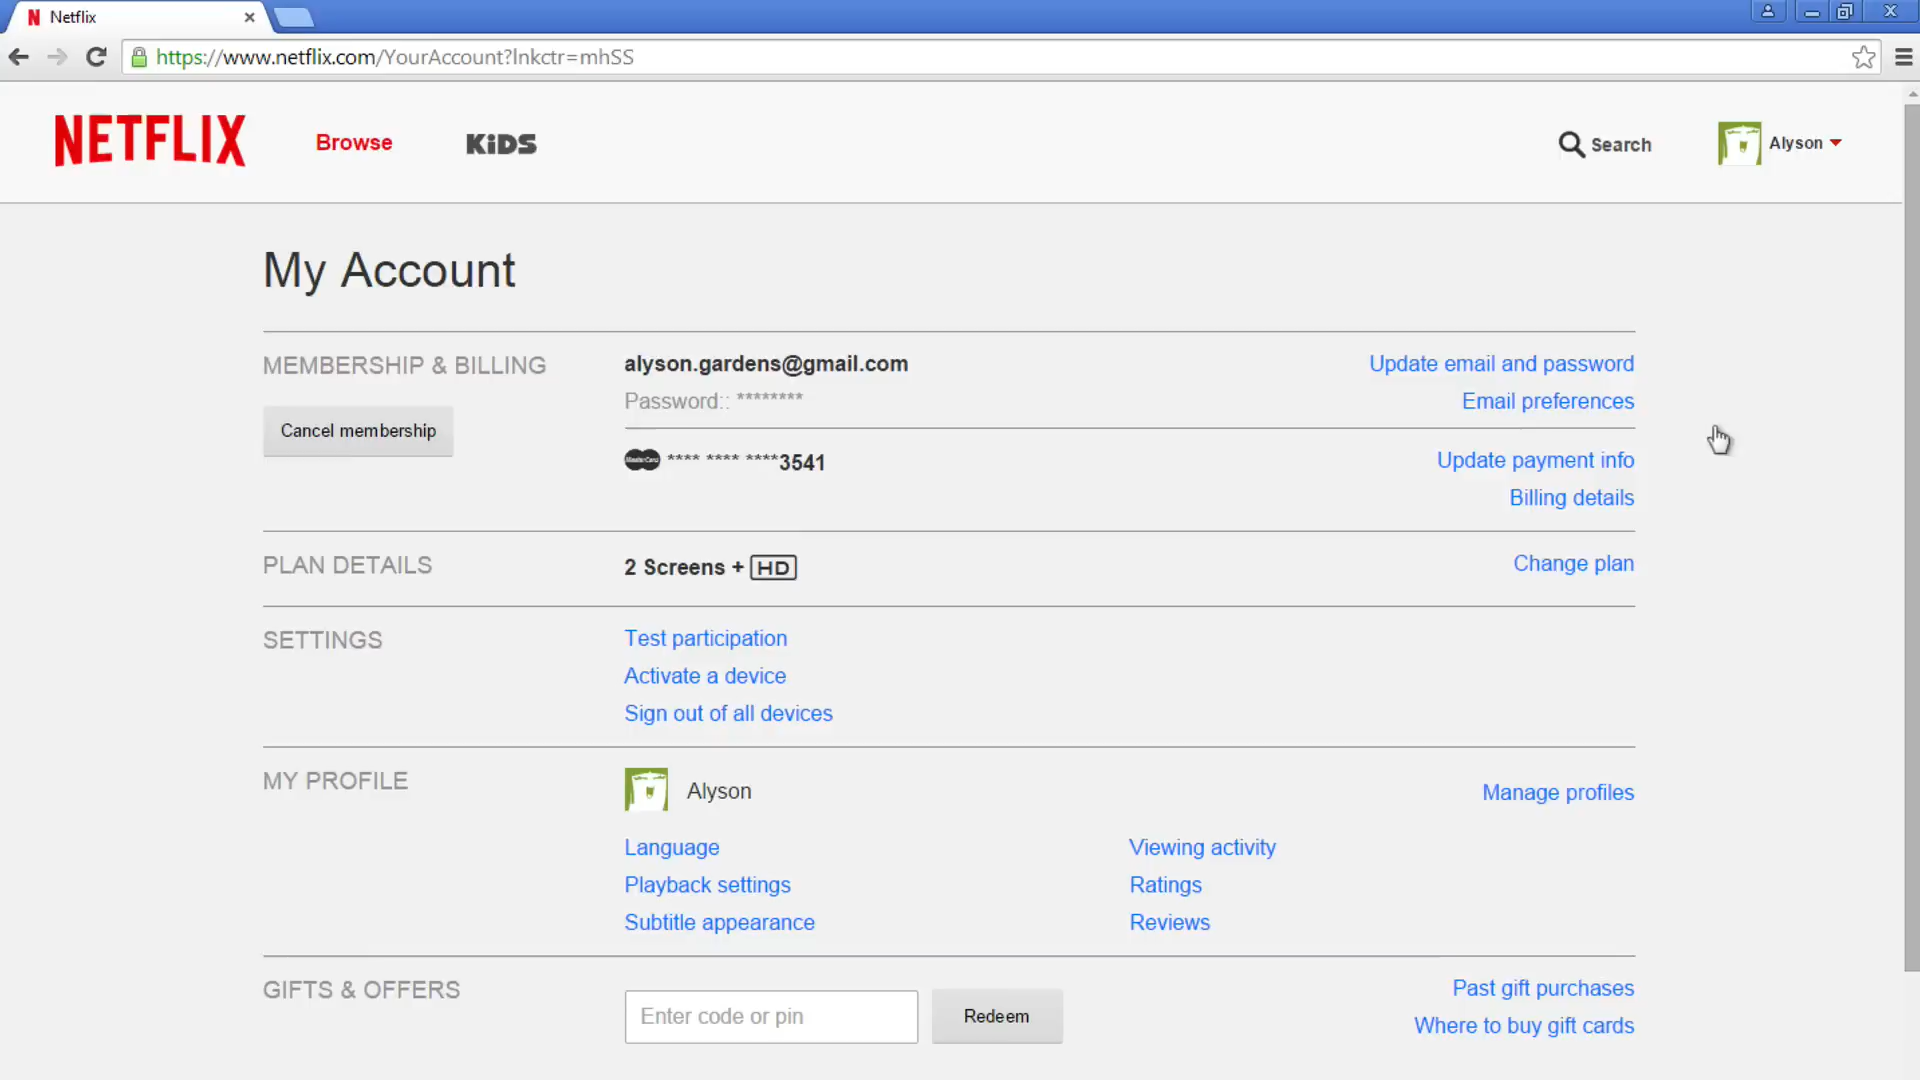 Netflix
https://www.netflix.com/YourAccount?lnkctr=mhSS
NETFLIX
Browse
KiDS
Search
Alyson
My Account
MEMBERSHIP & BILLING
alyson.gardens@gmail.com
Update email and password
Password:: ********
Email preferences
Cancel membership
MasterCard **** **** ****3541
Update payment info
Billing details
PLAN DETAILS
2 Screens + HD
Change plan
SETTINGS
Test participation
Activate a device
Sign out of all devices
MY PROFILE
Alyson
Manage profiles
Language
Viewing activity
Playback settings
Ratings
Subtitle appearance
Reviews
GIFTS & OFFERS
Enter code or pin
Redeem
Past gift purchases
Where to buy gift cards